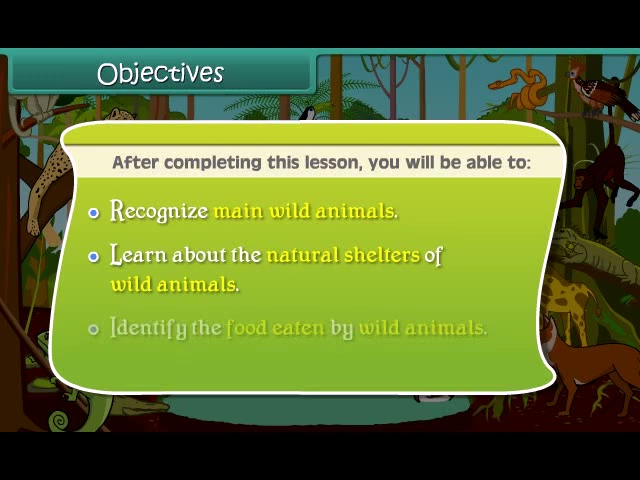 Objectives
After completing this lesson, you will be able to:
Recognize main wild animals.
Learn about the natural shelters of
wild animals.
Identify the food eaten by wild animals.